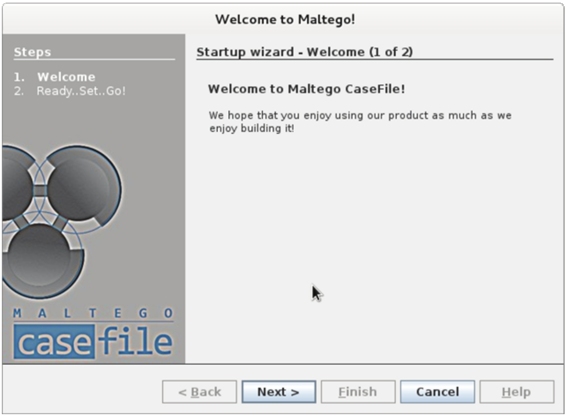 Welcome to Maltego!
Steps
1. Welcome
2. Ready..Set..Go!
Startup wizard - Welcome (1 of 2)
Welcome to Maltego CaseFile!
We hope that you enjoy using our product as much as we
enjoy building it!
MALTEGO
casefile
< Back
Next >
Finish
Cancel
Help